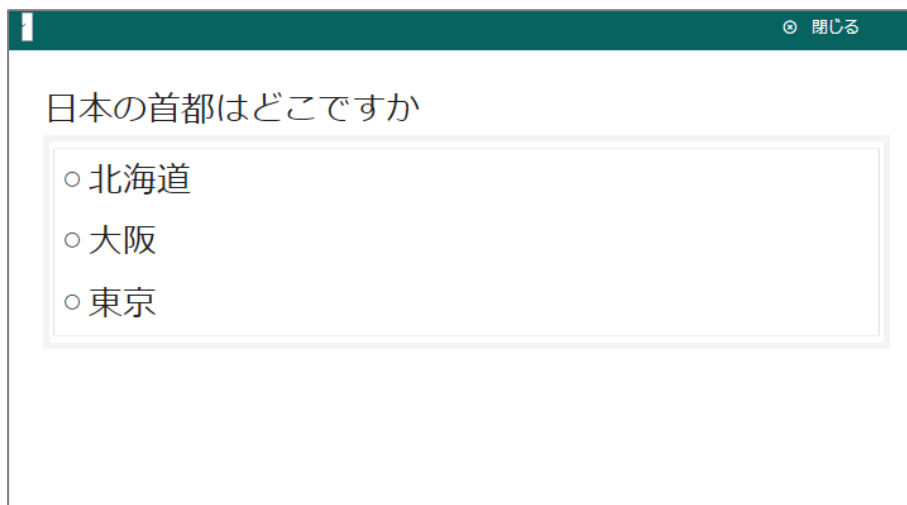 閉じる
日本の首都はどこですか
北海道
大阪
東京